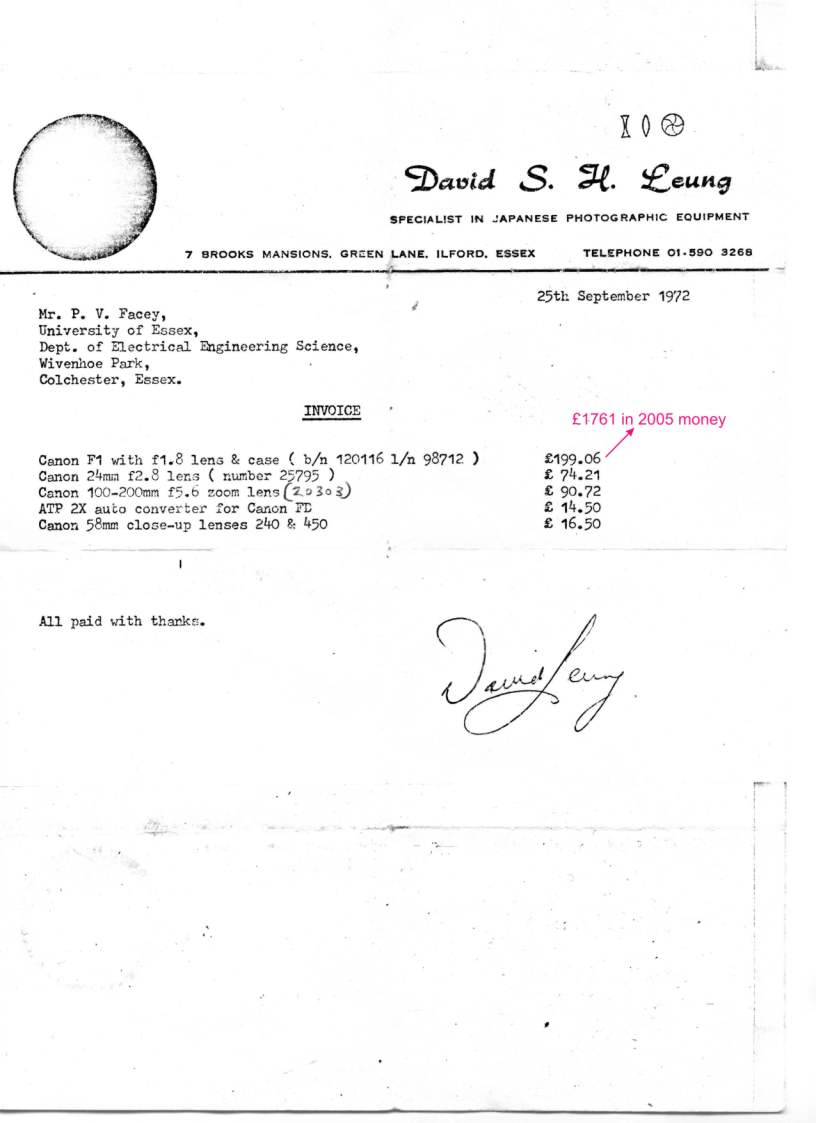 David S. H. Leung
SPECIALIST IN JAPANESE PHOTOGRAPHIC EQUIPMENT
7 BROOKS MANSIONS, GREEN LANE, ILFORD, ESSEX TELEPHONE 01-590 3268
25th September 1972
Mr. P. V. Facey,
University of Essex,
Dept. of Electrical Engineering Science,
Wivenhoe Park,
Colchester, Essex.
INVOICE
£1761 in 2005 money
Canon F1 with f1.8 lens & case ( b/n 120116 l/n 98712 ) £199.06
Canon 24mm f2.8 lens ( number 25795 ) £ 74.21
Canon 100-200mm f5.6 zoom lens (20303) £ 90.72
ATP 2X auto converter for Canon FD £ 14.50
Canon 58mm close-up lenses 240 & 450 £ 16.50
All paid with thanks.
David Leung